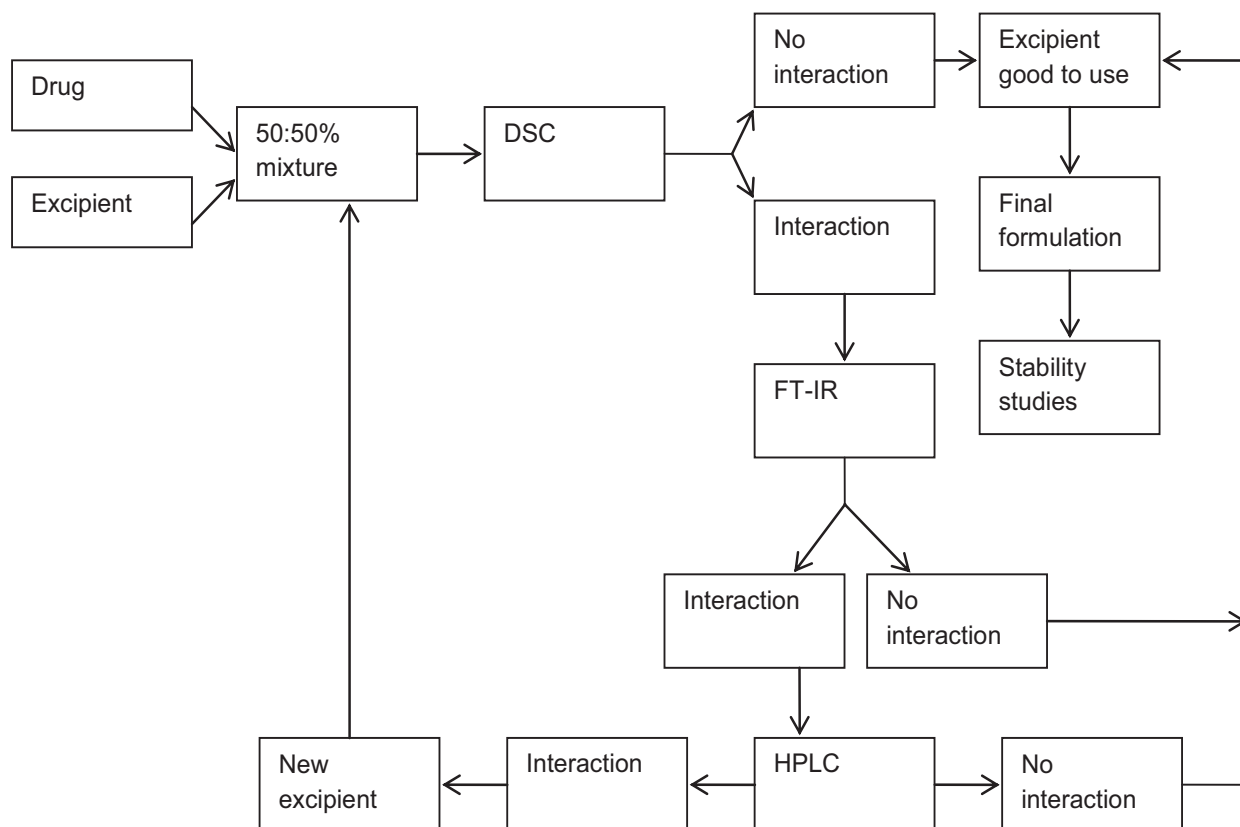 Drug
Excipient
50:50%
mixture
DSC
No
interaction
Excipient
good to use
Interaction
Final
formulation
FT-IR
Stability
studies
Interaction
No
interaction
New
excipient
Interaction
HPLC
No
interaction